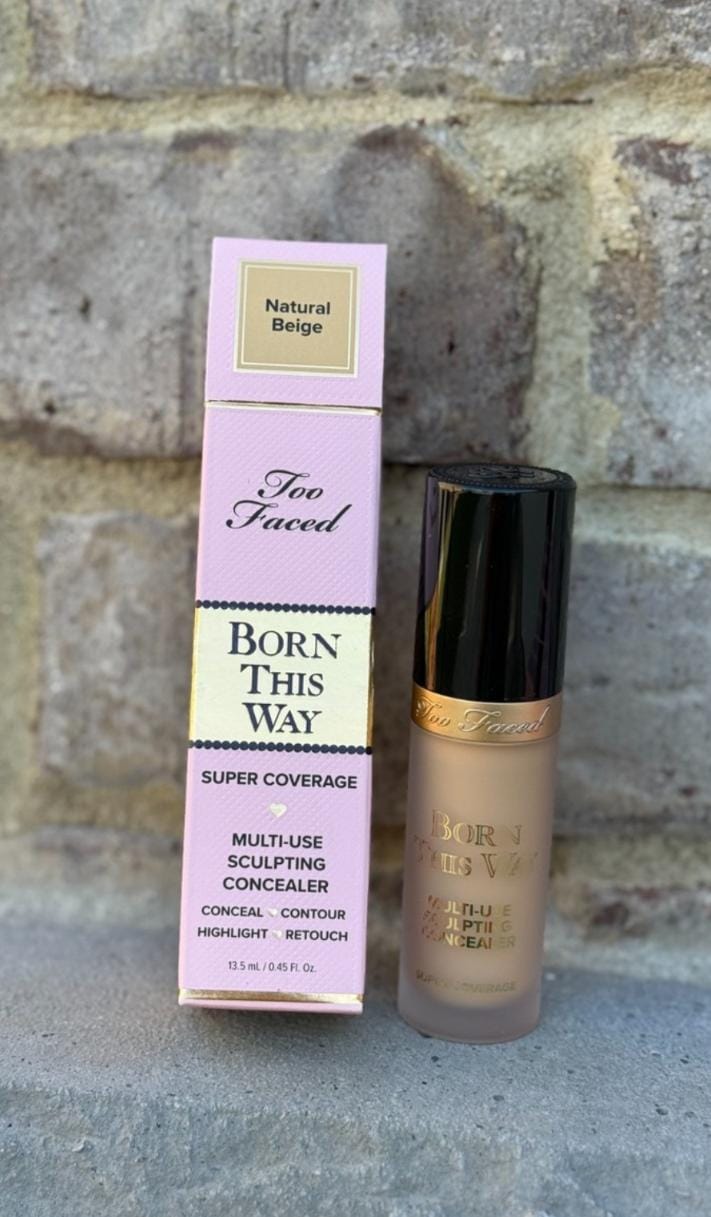 Natural
Beige
Too
Faced
BORN
THIS
WAY
SUPER COVERAGE
MULTI-USE
SCULPTING
CONCEALER
CONCEAL CONTOUR
HIGHLIGHT RETOUCH
13.5 mL / 0.45 Fl. Oz.
Too Faced
BORN
THIS WAY
MULTI-USE
SCULPTING
CONCEALER
SUPER COVERAGE